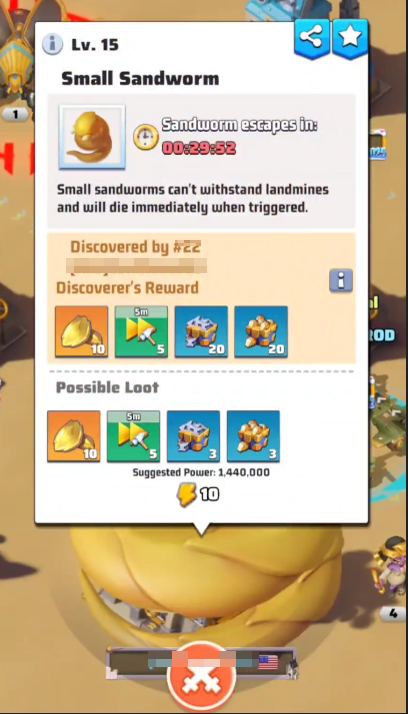 Lv. 15
Small Sandworm
Sandworm escapes in:
00:29:52
Small sandworms can't withstand landmines
and will die immediately when triggered.
Discovered by #22
Discoverer's Reward
10
5m
5
20
20
Possible Loot
10
5m
5
3
3
Suggested Power: 1,440,000
10
1
4